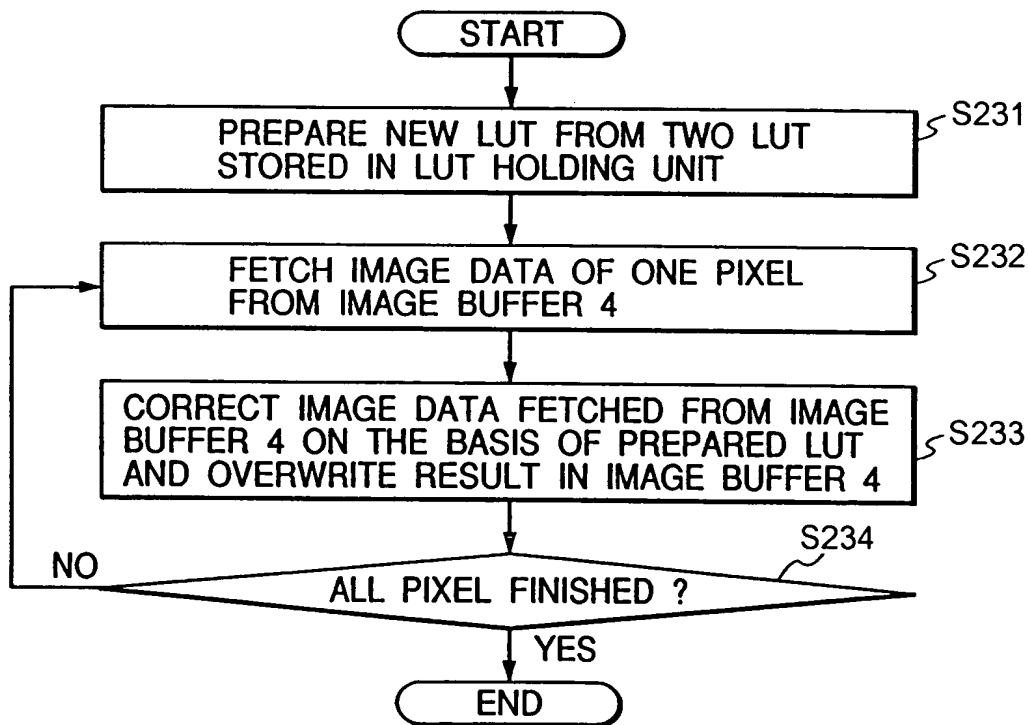 START
PREPARE NEW LUT FROM TWO LUT
STORED IN LUT HOLDING UNIT
S231
FETCH IMAGE DATA OF ONE PIXEL
FROM IMAGE BUFFER 4
S232
CORRECT IMAGE DATA FETCHED FROM IMAGE
BUFFER 4 ON THE BASIS OF PREPARED LUT
AND OVERWRITE RESULT IN IMAGE BUFFER 4
S233
S234
NO
ALL PIXEL FINISHED ?
YES
END